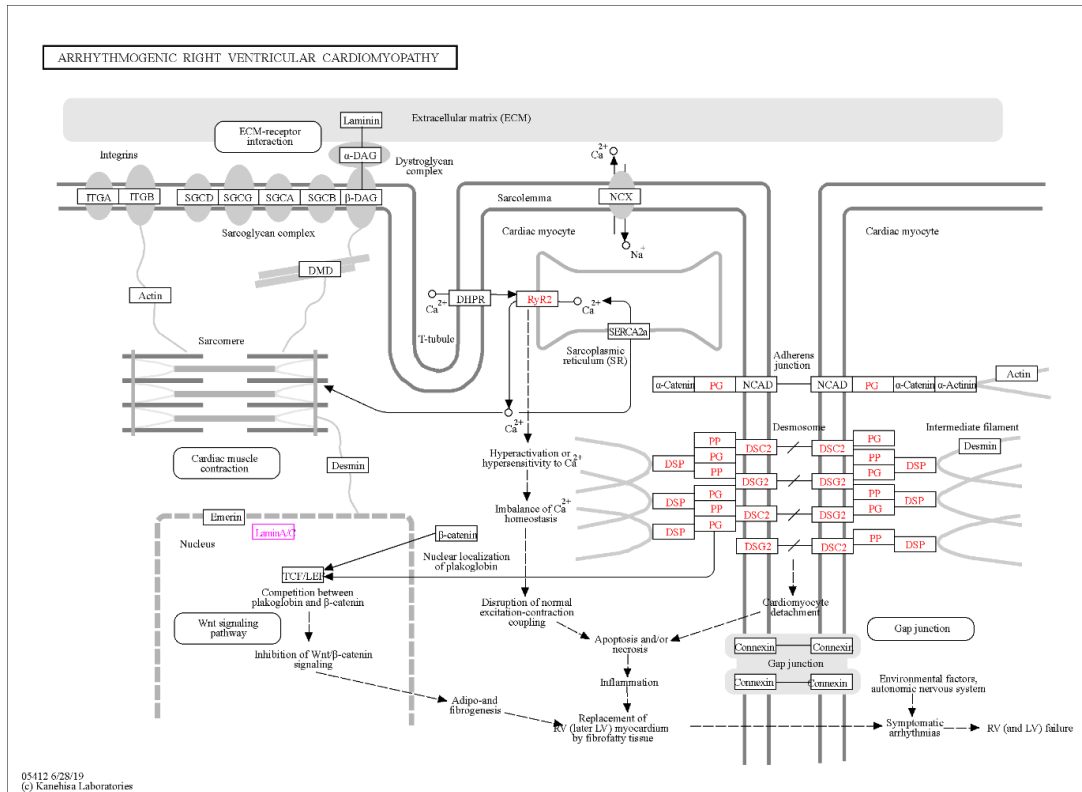 ARRHYTHMOGENIC RIGHT VENTRICULAR CARDIOMYOPATHY
Laminin
Extracellular matrix (ECM)
ECM-receptor
interaction
α-DAG
Dystroglycan
complex
Integrins
Ca2+
ITGA
ITGB
SGCD
SGCG
SGCA
SGCB
β-DAG
Sarcolemma
NCX
Sarcoglycan complex
Cardiac myocyte
Cardiac myocyte
Na+
DMD
Actin
Ca2+
DHPR
RyR2
Ca2+
SERCA2a
T-tubule
Sarcomere
Sarcoplasmic
reticulum (SR)
Adherens
junction
α-Catenin
PG
NCAD
NCAD
PG
α-Catenin
α-Actinin
Actin
Ca2+
Desmosome
Intermediate filament
PP
DSC2
DSC2
PG
Desmin
DSP
PG
PP
DSP
PP
DSG2
DSG2
PG
DSP
PG
PP
DSP
PP
DSC2
DSG2
PG
DSP
PG
DSG2
DSC2
PP
DSP
Cardiac muscle
contraction
Desmin
Hyperactivation or
hypersensitivity to Ca2+
Imbalance of Ca2+
homeostasis
Emerin
LaminA/C
Nucleus
β-catenin
Nuclear localization
of plakoglobin
TCF/LEF
Competition between
plakoglobin and β-catenin
Disruption of normal
excitation-contraction
coupling
Cardiomyocyte
detachment
Wnt signaling
pathway
Inhibition of Wnt/β-catenin
signaling
Apoptosis and/or
necrosis
Connexin
Connexin
Gap junction
Gap junction
Connexin
Connexin
Inflammation
Environmental factors,
autonomic nervous system
Adipo-and
fibrogenesis
Replacement of
RV (later LV) myocardium
by fibrofatty tissue
Symptomatic
arrhythmias
RV (and LV) failure
05412 6/28/19
(c) Kanehisa Laboratories